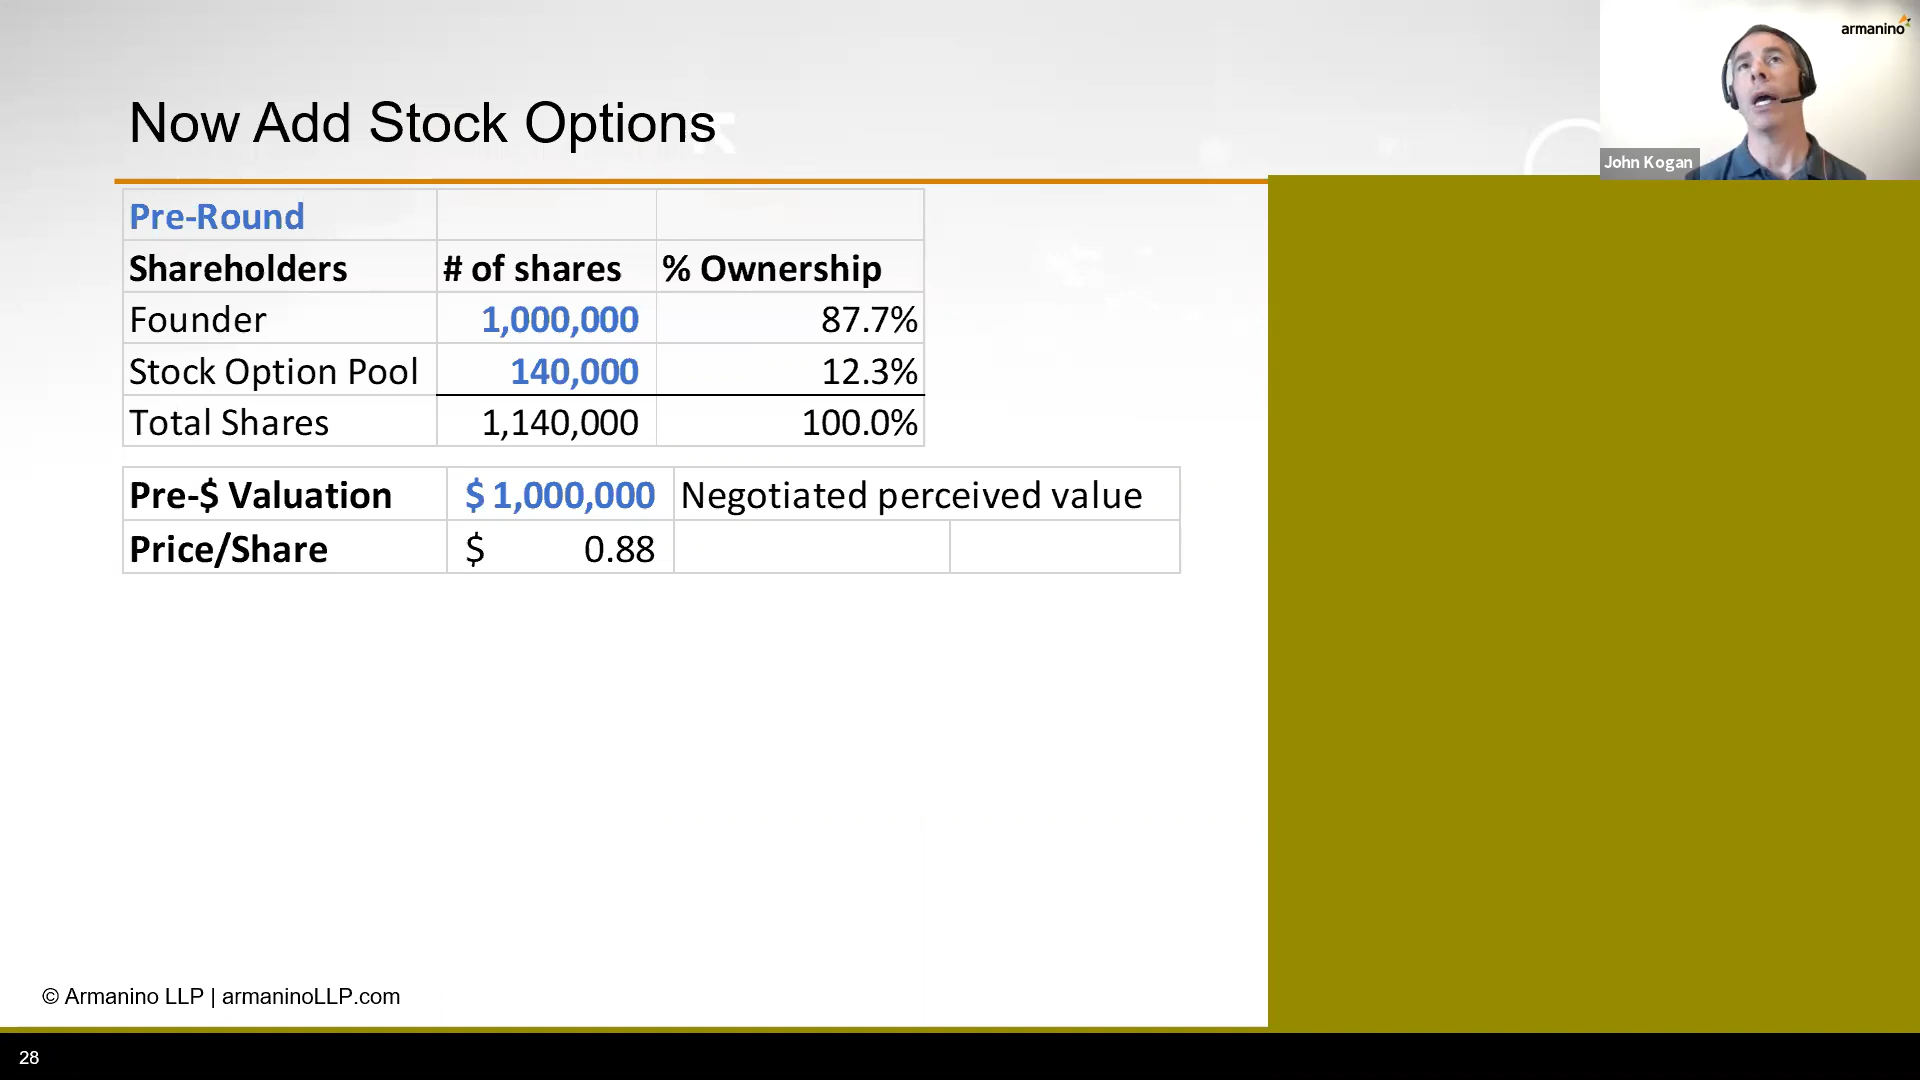 armanino
John Kogan
Now Add Stock Options
Pre-Round
Shareholders # of shares % Ownership
Founder 1,000,000 87.7%
Stock Option Pool 140,000 12.3%
Total Shares 1,140,000 100.0%
Pre-$ Valuation $ 1,000,000 Negotiated perceived value
Price/Share $ 0.88
© Armanino LLP | armaninoLLP.com
28